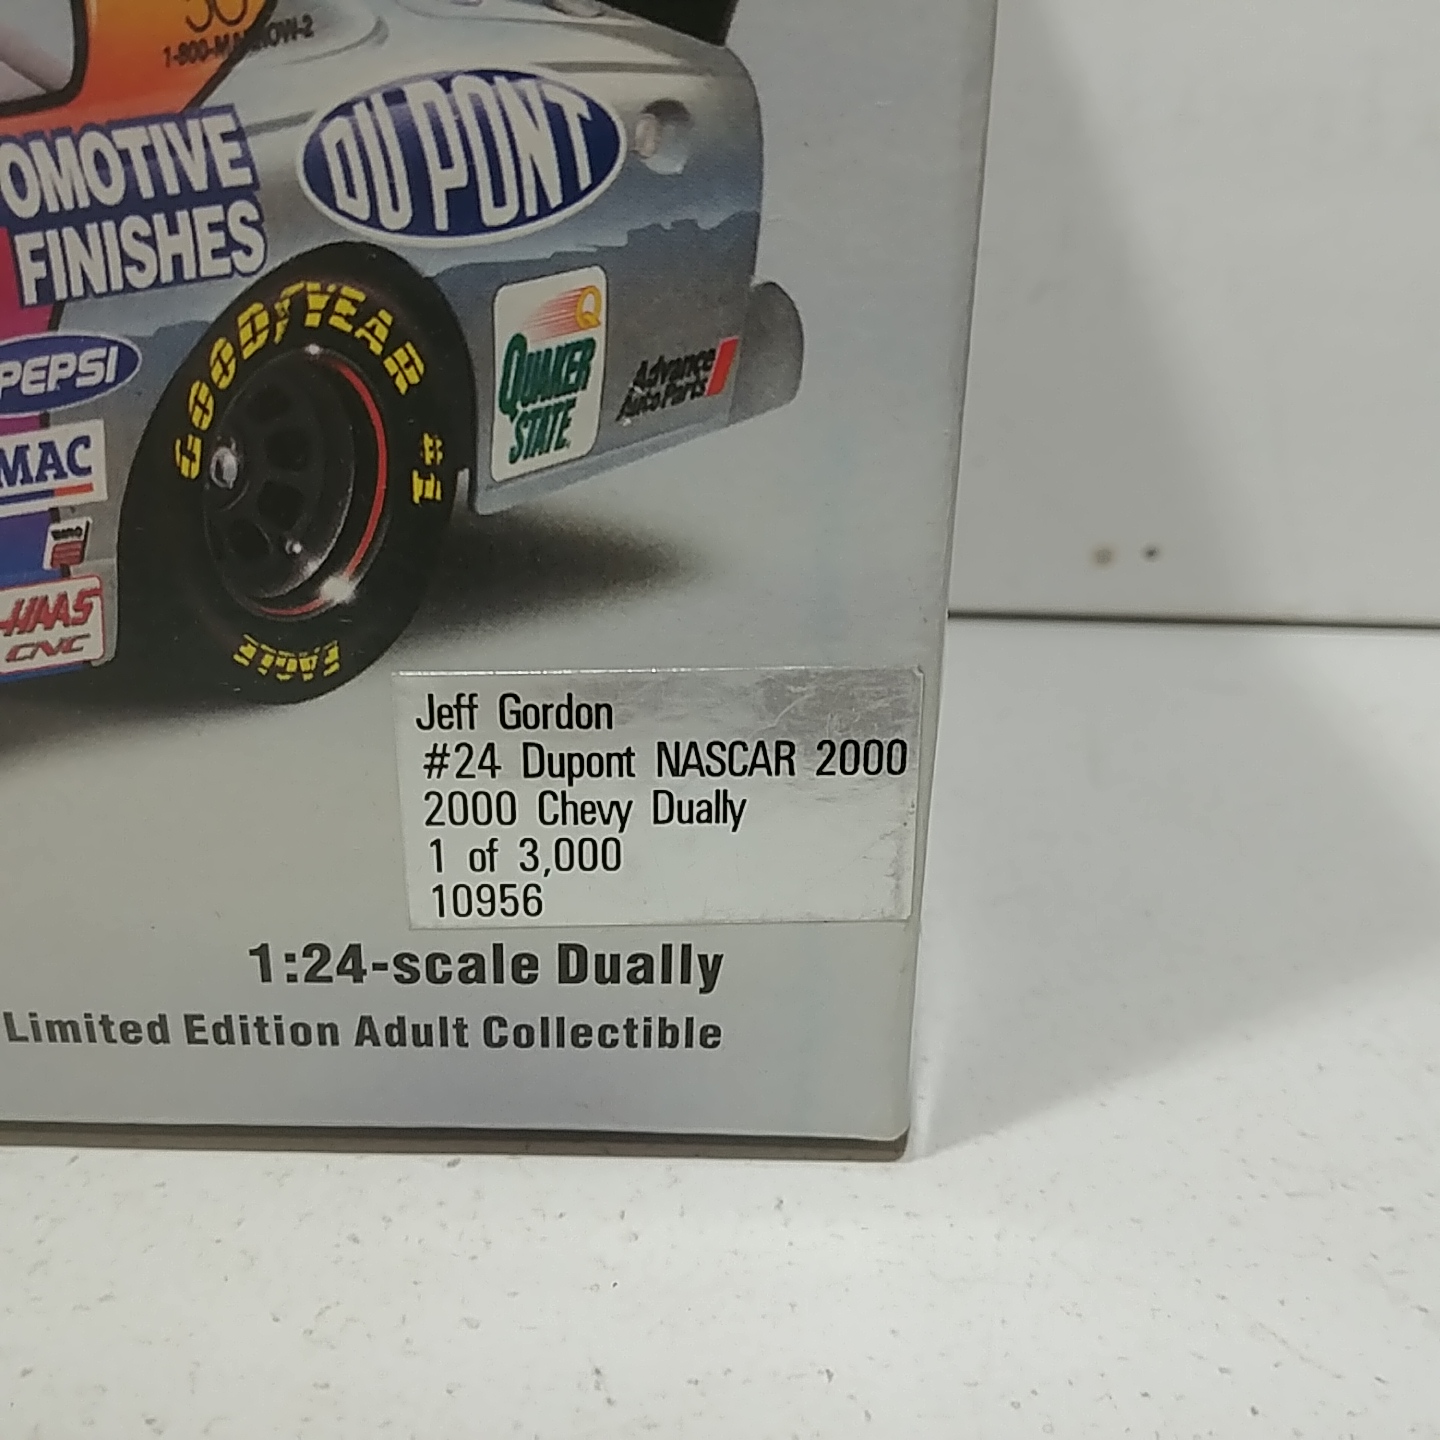 DUPONT
OMOTIVE
FINISHES
GOODYEAR
#1
PEPSI
MAC
QUAKER
STATE
Advance
Auto Parts
HAAS
CNC
EAGLE
Jeff Gordon
#24 Dupont NASCAR 2000
2000 Chevy Dually
1 of 3,000
10956
1:24-scale Dually
Limited Edition Adult Collectible